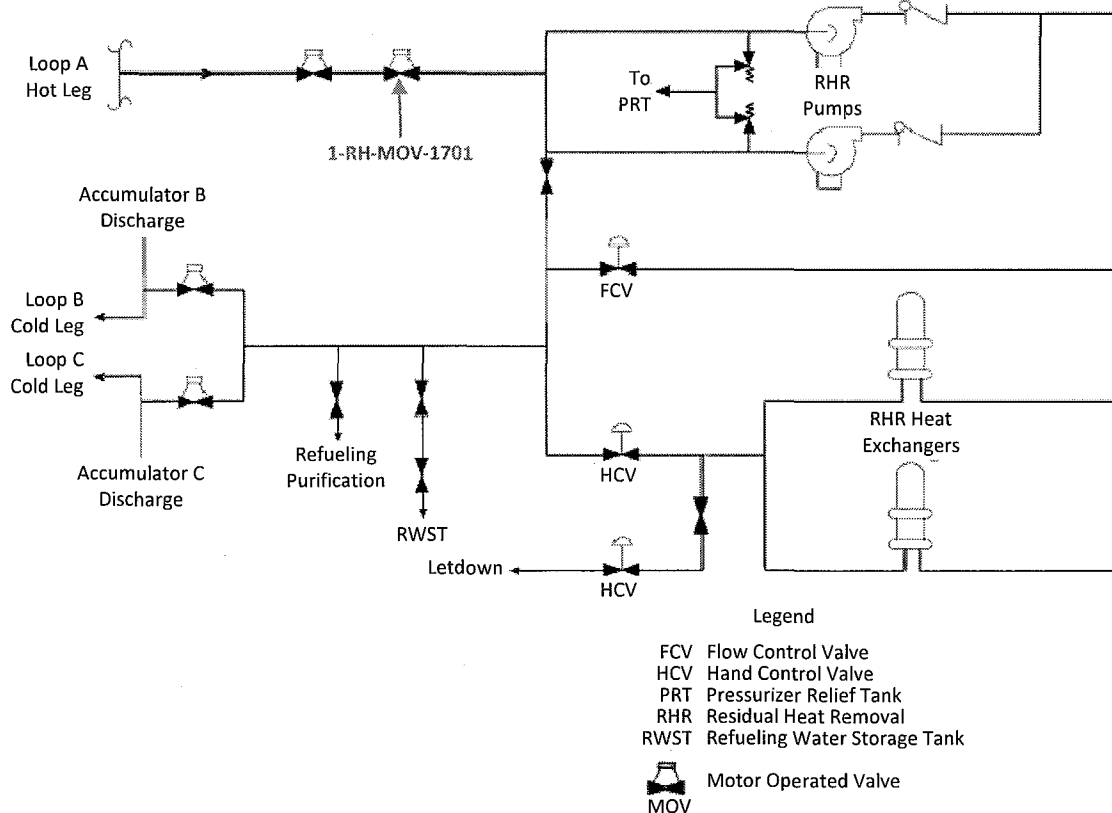 Loop A
Hot Leg
To
PRT
RHR
Pumps
1-RH-MOV-1701
Accumulator B
Discharge
Loop B
Cold Leg
Loop C
Cold Leg
Accumulator C
Discharge
FCV
RHR Heat
Exchangers
HCV
Refueling
Purification
RWST
Letdown
HCV
Legend
FCV Flow Control Valve
HCV Hand Control Valve
PRT Pressurizer Relief Tank
RHR Residual Heat Removal
RWST Refueling Water Storage Tank
Motor Operated Valve
MOV